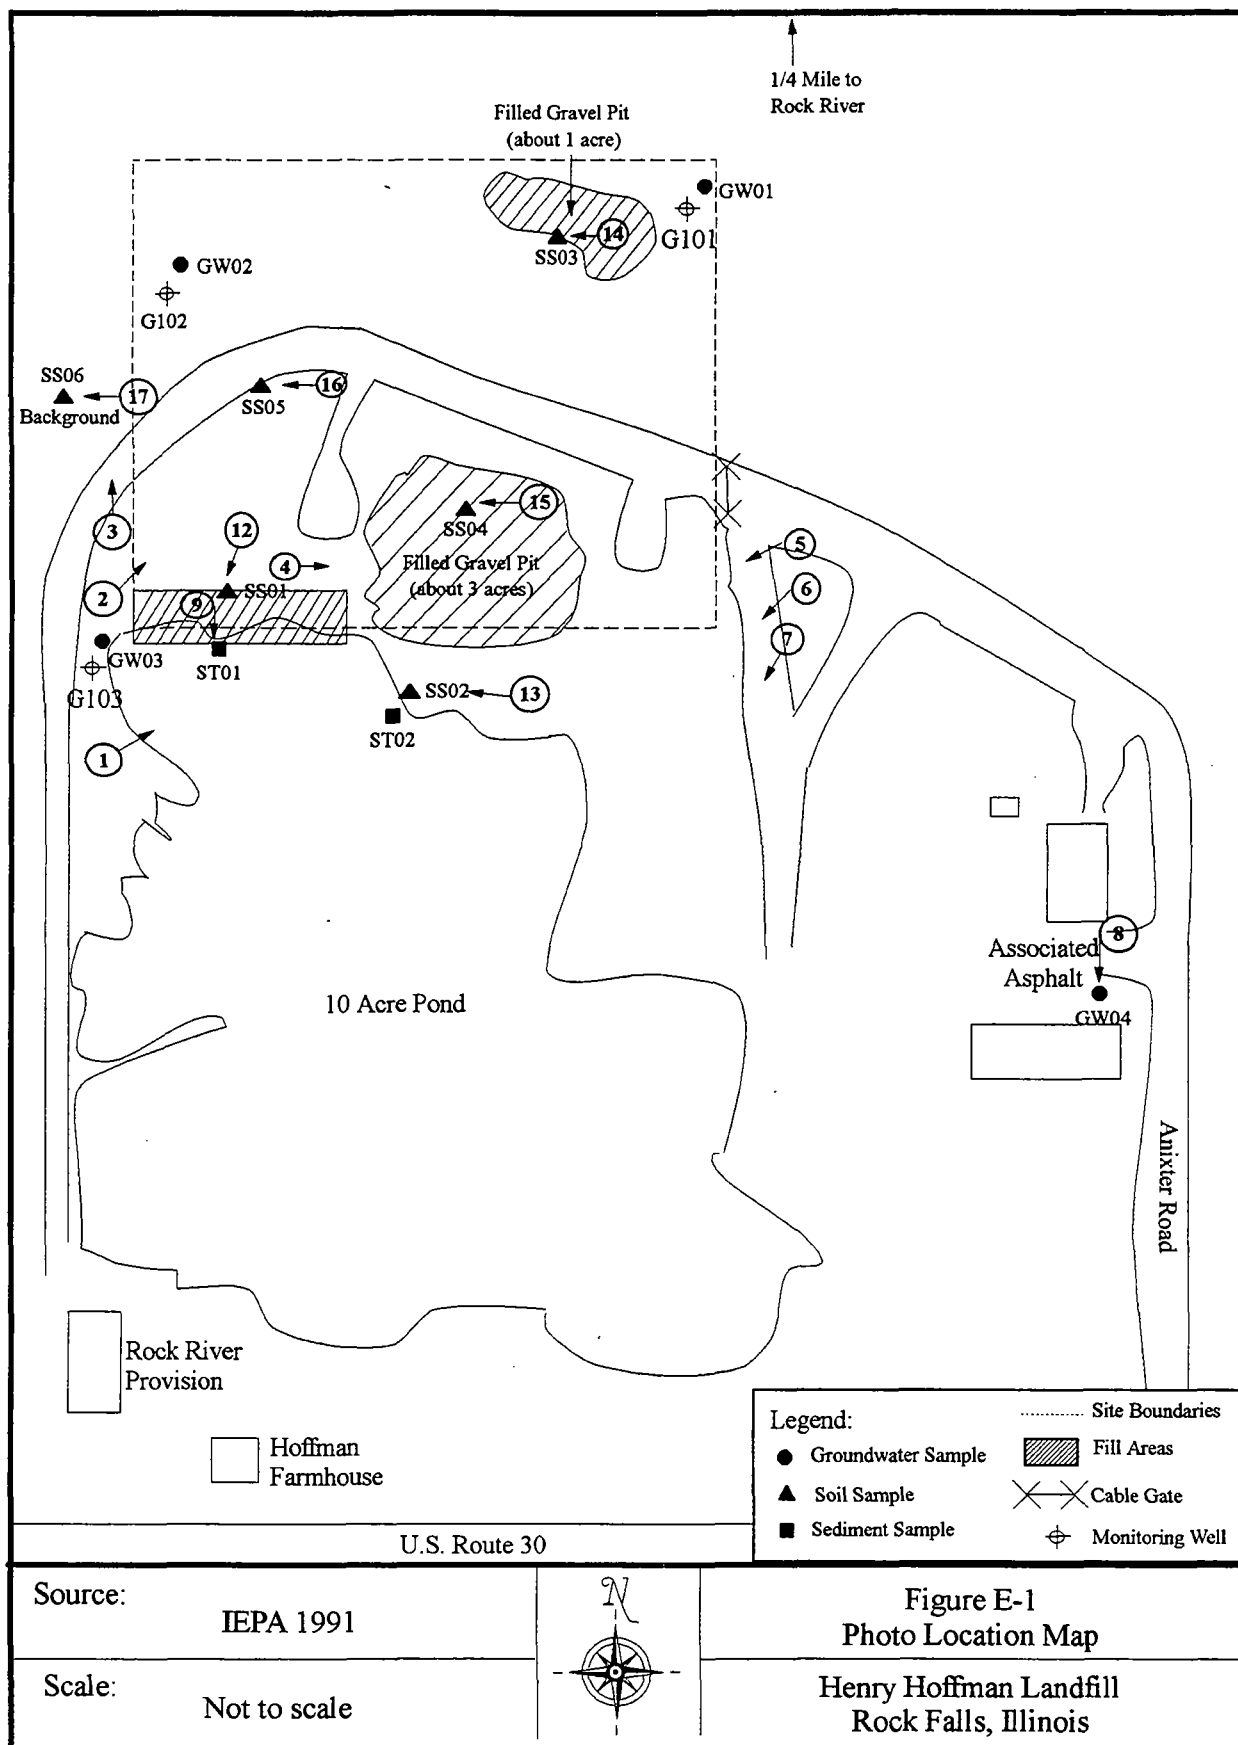 1/4 Mile to
Rock River
Filled Gravel Pit
(about 1 acre)
GW01
G101
14
SS03
GW02
G102
SS06
17
Background
16
SS05
15
SS04
3
12
4
Filled Gravel Pit
(about 3 acres)
5
6
7
2
9
SS01
GW03
ST01
G103
SS02
13
ST02
1
8
Associated
Asphalt
GW04
10 Acre Pond
Anixter Road
Rock River
Provision
Hoffman
Farmhouse
U.S. Route 30
Legend:
Groundwater Sample
Soil Sample
Sediment Sample
Site Boundaries
Fill Areas
Cable Gate
Monitoring Well
Source:
IEPA 1991
Scale:
Not to scale
N
Figure E-1
Photo Location Map
Henry Hoffman Landfill
Rock Falls, Illinois